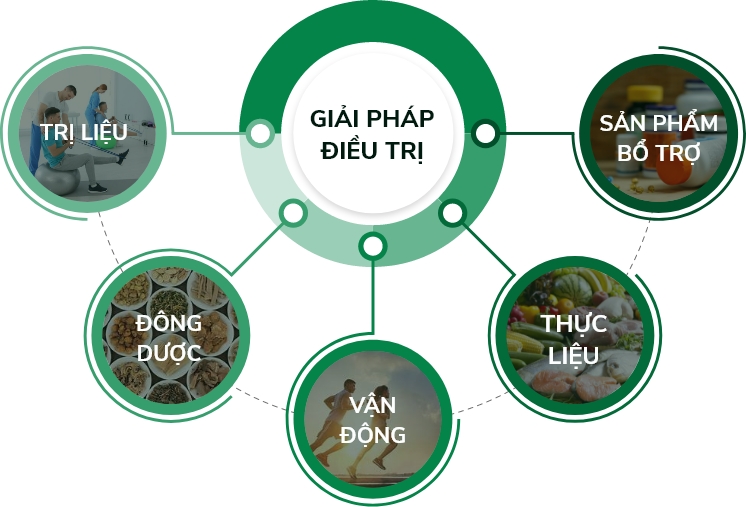 GIẢI PHÁP
ĐIỀU TRỊ
TRỊ LIỆU
SẢN PHẨM
BỔ TRỢ
ĐÔNG
DƯỢC
THỰC
LIỆU
VẬN
ĐỘNG